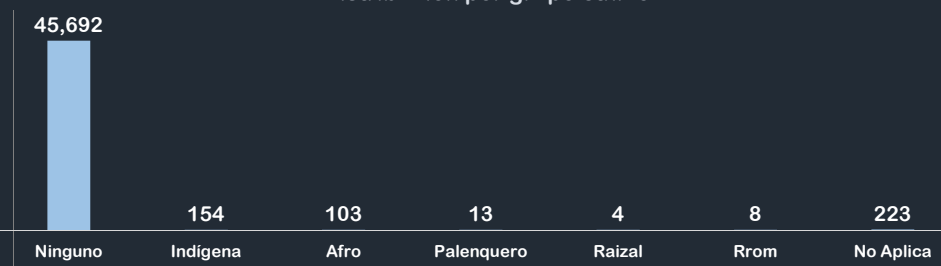 45,692
154 103 13 4 8 223
Ninguno Indígena Afro Palenquero Raizal Rrom No Aplica